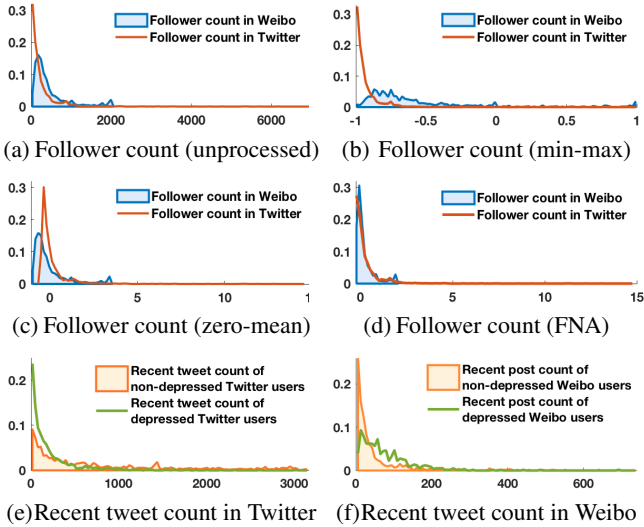 0.3
0.2
0.1
0
0 2000 4000 6000
Follower count in Weibo
Follower count in Twitter
(a) Follower count (unprocessed)
0.3
0.2
0.1
0
-1 -0.5 0 0.5 1
Follower count in Weibo
Follower count in Twitter
(b) Follower count (min-max)
0.3
0.2
0.1
0
0 5 10 1
Follower count in Weibo
Follower count in Twitter
(c) Follower count (zero-mean)
0.3
0.2
0.1
0
0 5 10 15
Follower count in Weibo
Follower count in Twitter
(d) Follower count (FNA)
0.2
0.1
0
0 1000 2000 3000
Recent tweet count of
non-depressed Twitter users
Recent tweet count of
depressed Twitter users
(e)Recent tweet count in Twitter
0.2
0.1
0
0 200 400 600
Recent post count of
non-depressed Weibo users
Recent post count of
depressed Weibo users
(f)Recent tweet count in Weibo